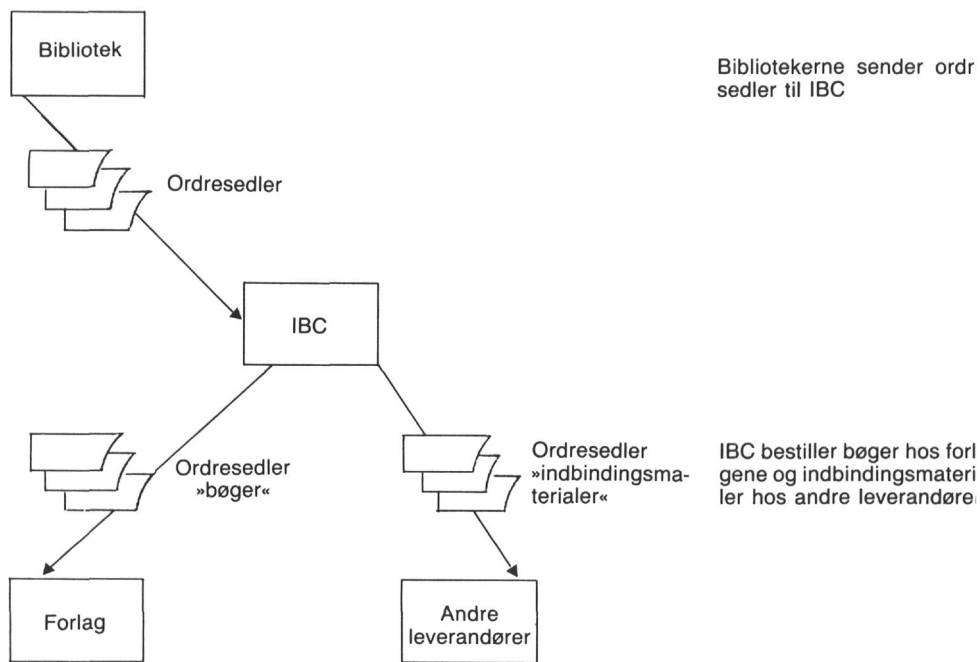 Bibliotek
Bibliotekerne sender ordr
sedler til IBC
Ordresedler
IBC
Ordresedler
»bøger«
Ordresedler
»indbindingsma-
terialer«
IBC bestiller bøger hos forl
gene og indbindingsmateri
ler hos andre leverandøre
Forlag
Andre
leverandører